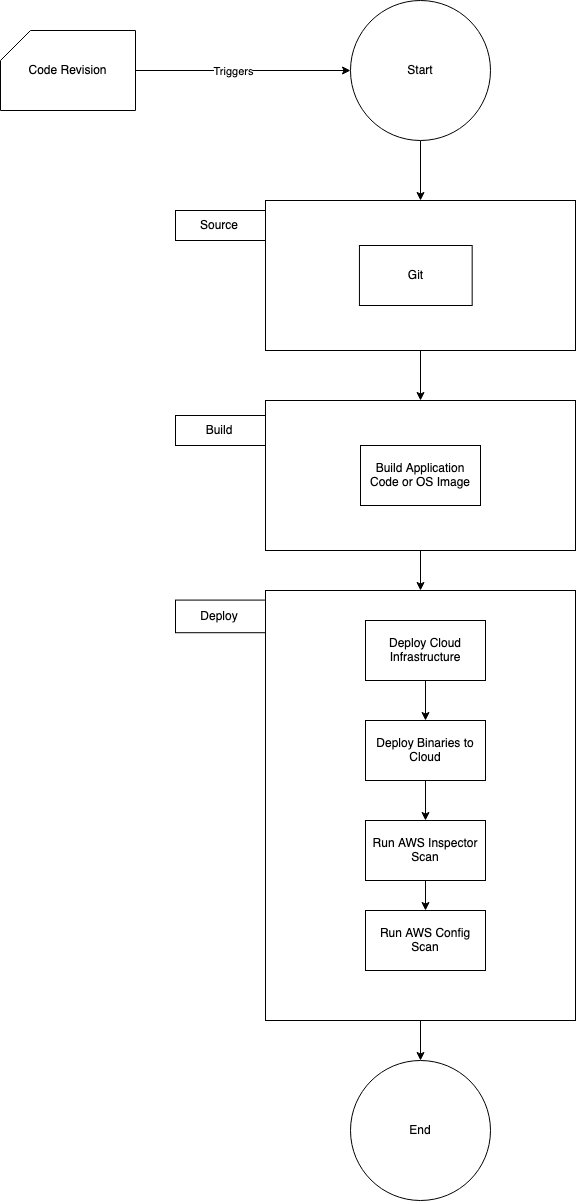 Code Revision
Triggers
Start
Source
Git
Build
Build Application
Code or OS Image
Deploy
Deploy Cloud
Infrastructure
Deploy Binaries to
Cloud
Run AWS Inspector
Scan
Run AWS Config
Scan
End